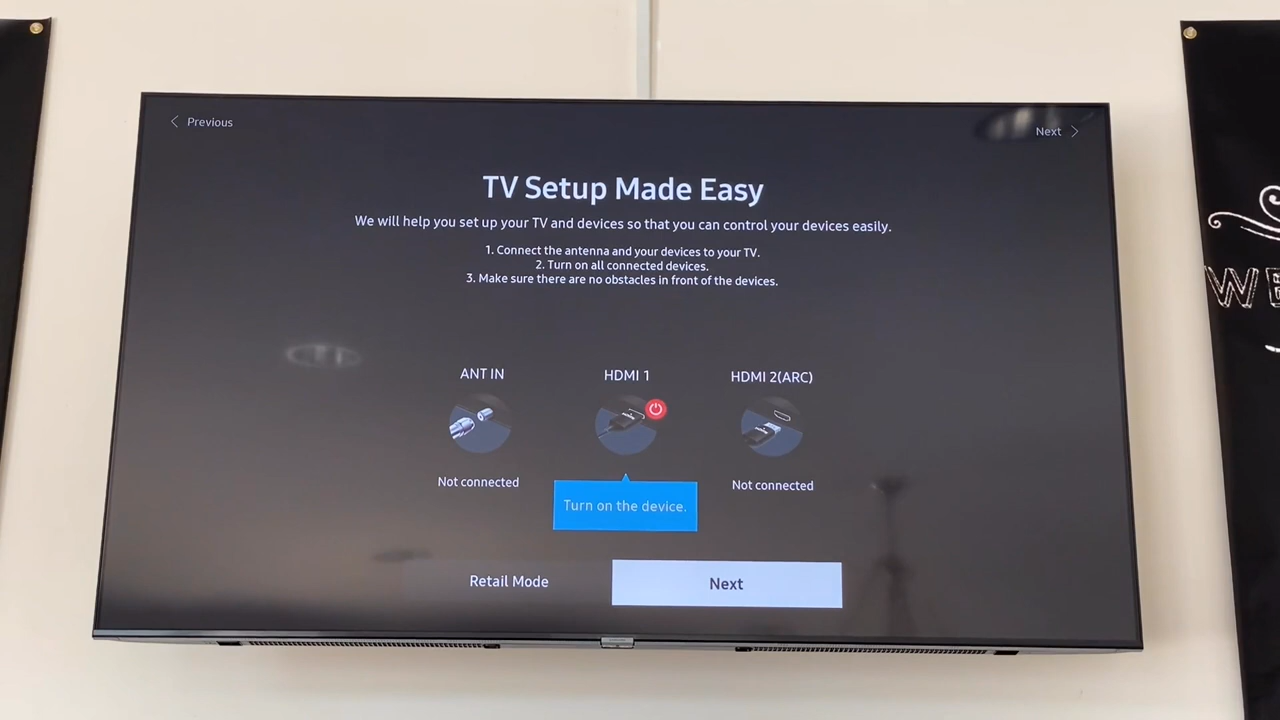 Previous
Next
TV Setup Made Easy
We will help you set up your TV and devices so that you can control your devices easily.
1. Connect the antenna and your devices to your TV.
2. Turn on all connected devices.
3. Make sure there are no obstacles in front of the devices.
ANT IN
HDMI 1
HDMI 2(ARC)
Not connected
Turn on the device.
Not connected
Retail Mode
Next
WE